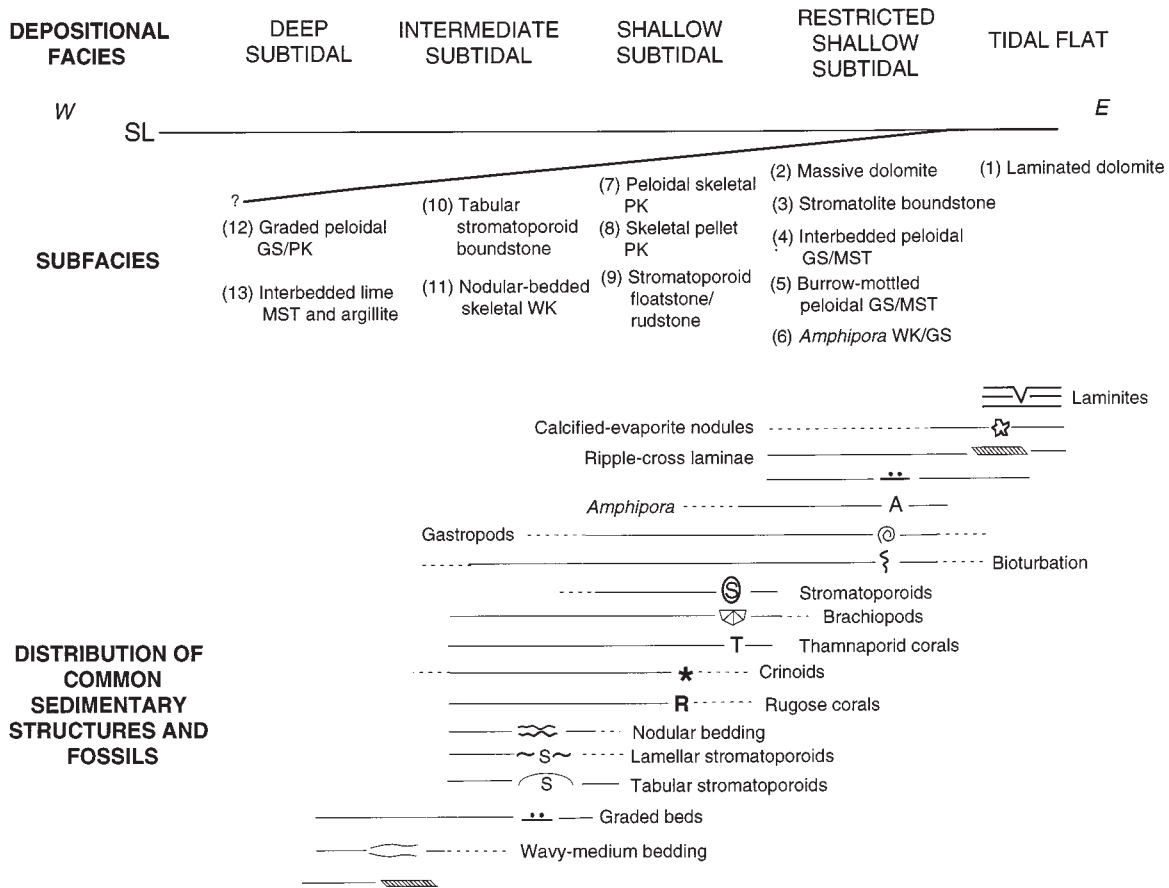 DEPOSITIONAL
FACIES
DEEP
SUBTIDAL
INTERMEDIATE
SUBTIDAL
SHALLOW
SUBTIDAL
RESTRICTED
SHALLOW
SUBTIDAL
TIDAL FLAT
W
E
SL
?
SUBFACIES
(12) Graded peloidal
GS/PK
(13) Interbedded lime
MST and argillite
(10) Tabular
stromatoporoid
boundstone
(11) Nodular-bedded
skeletal WK
(7) Peloidal skeletal
PK
(8) Skeletal pellet
PK
(9) Stromatoporoid
floatstone/
rudstone
(2) Massive dolomite
(3) Stromatolite boundstone
(4) Interbedded peloidal
GS/MST
(5) Burrow-mottled
peloidal GS/MST
(6) Amphipora WK/GS
(1) Laminated dolomite
DISTRIBUTION OF
COMMON
SEDIMENTARY
STRUCTURES AND
FOSSILS
Laminites
Calcified-evaporite nodules
Ripple-cross laminae
Amphipora A
Gastropods
Bioturbation
S Stromatoporoids
Brachiopods
T Thamnaporid corals
* Crinoids
R Rugose corals
Nodular bedding
~S~ Lamellar stromatoporoids
S Tabular stromatoporoids
Graded beds
Wavy-medium bedding